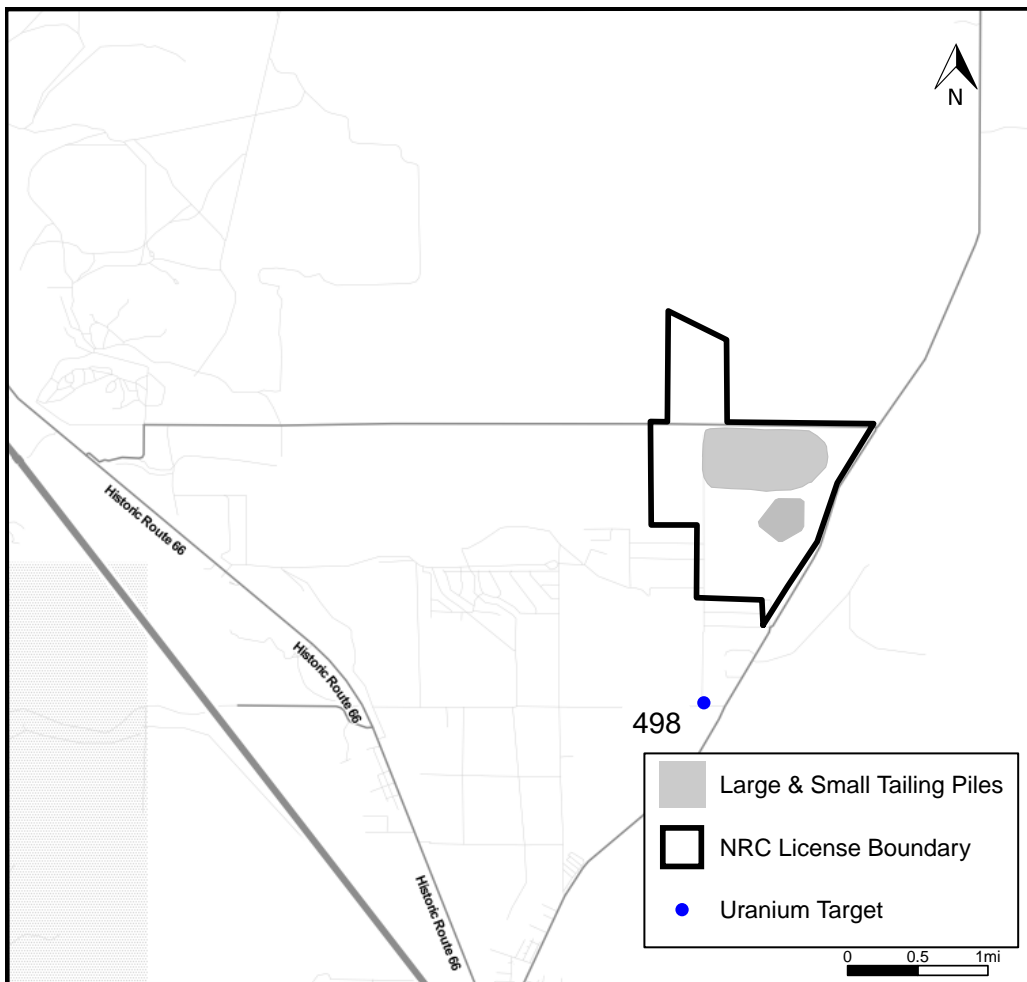 N
Historic Route 66
Historic Route 66
498
Large & Small Tailing Piles
NRC License Boundary
Historic Route 66
Uranium Target
0 0.5 1mi